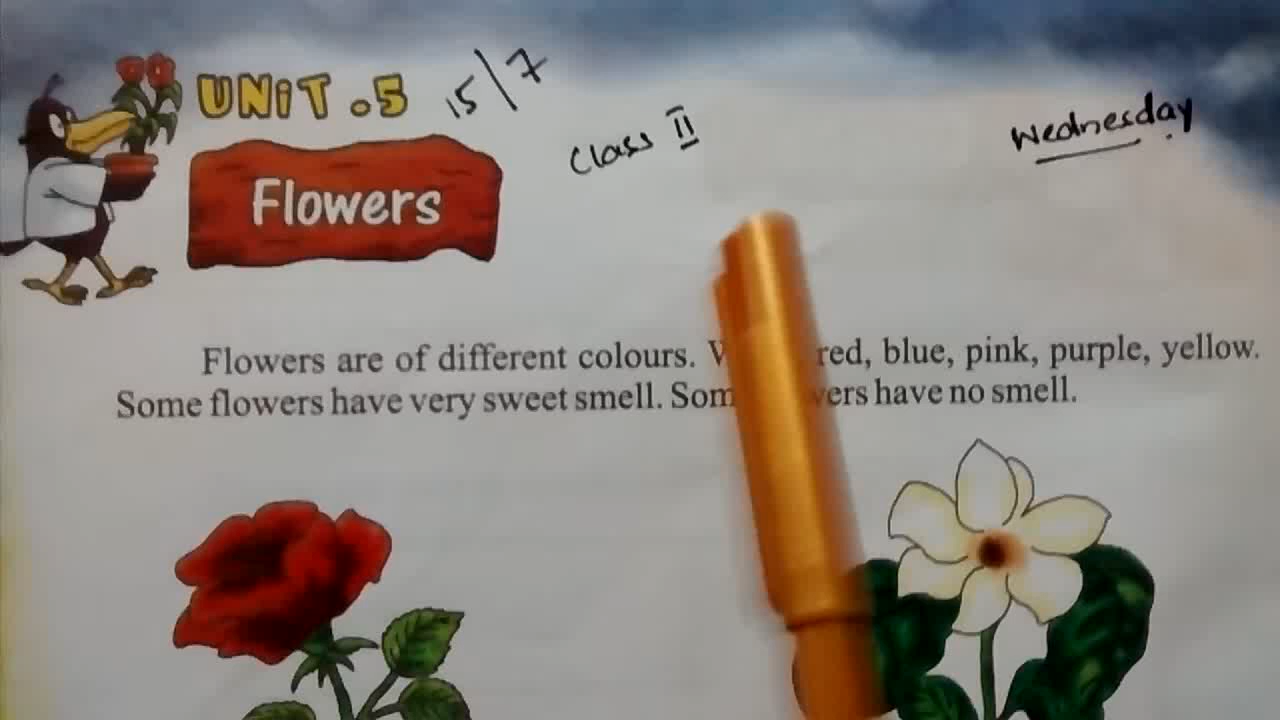 UNiT.5
15/7
Class II
Wednesday
Flowers
Flowers are of different colours. red, blue, pink, purple, yellow.
Some flowers have very sweet smell. have no smell.